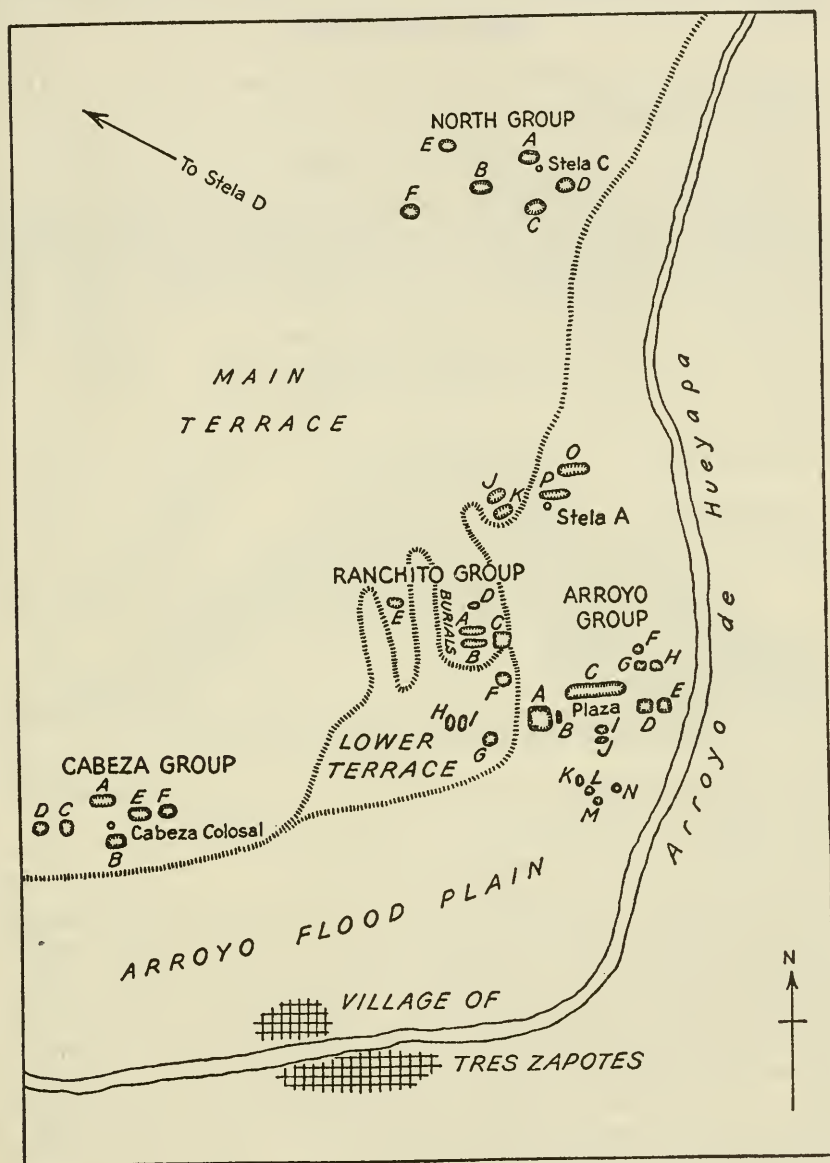 NORTH GROUP
E
A
Stela C
B
D
F
C
To Stela D
MAIN
TERRACE
Arroyo de Hueyapa
O
J
P
K
Stela A
RANCHITO GROUP
E
BURIALS
D
A
C
B
F
H
I
G
LOWER
TERRACE
ARROYO
GROUP
F
G
H
C
E
A
Plaza
B
D
I
J
K
L
N
M
CABEZA GROUP
A
D
C
E
F
Cabeza Colosal
B
ARROYO FLOOD PLAIN
N
VILLAGE OF
TRES ZAPOTES